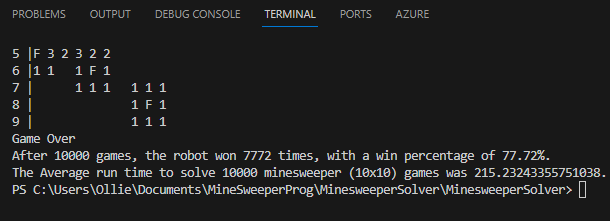 PROBLEMS OUTPUT DEBUG CONSOLE TERMINAL PORTS AZURE
5 |F 3 2 3 2 2
6 |1 1   1 F 1
7 |      1 1 1   1 1 1
8 |              1 F 1
9 |              1 1 1
Game Over
After 10000 games, the robot won 7772 times, with a win percentage of 77.72%.
The Average run time to solve 10000 minesweeper (10x10) games was 215.23243355751038.
PS C:\Users\Ollie\Documents\MineSweeperProg\MinesweeperSolver\MinesweeperSolver>